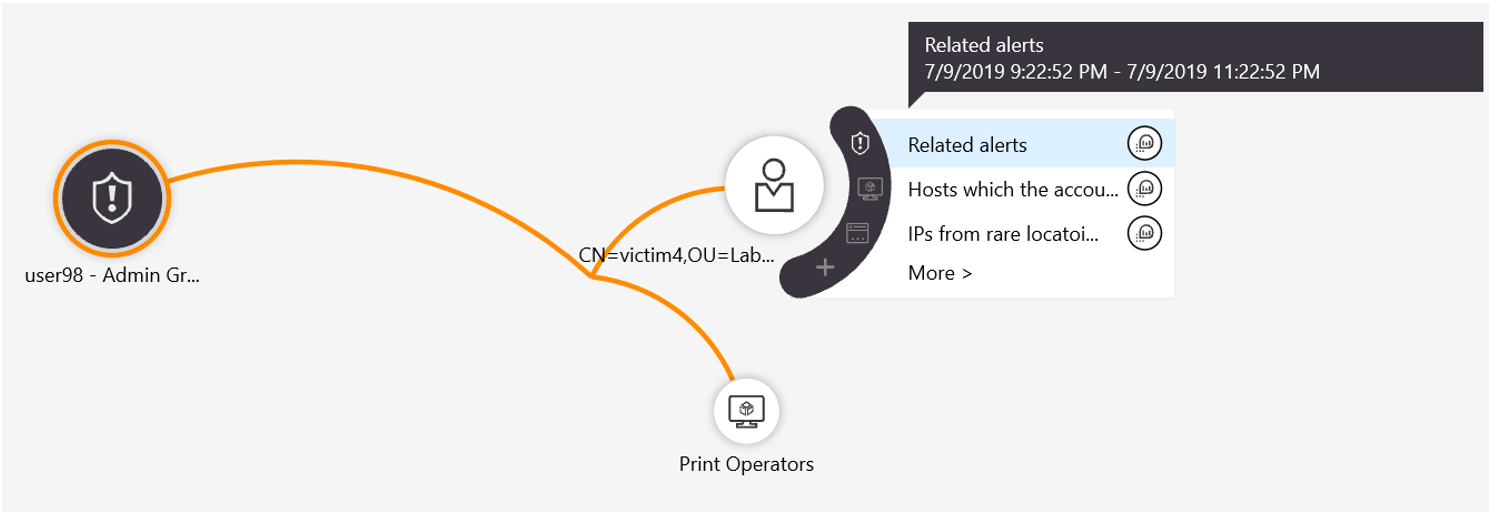 Related alerts
7/9/2019 9:22:52 PM - 7/9/2019 11:22:52 PM
Related alerts
Hosts which the accou...
IPs from rare locatoi...
More >
CN=victim4,OU=Lab...
user98 - Admin Gr...
Print Operators